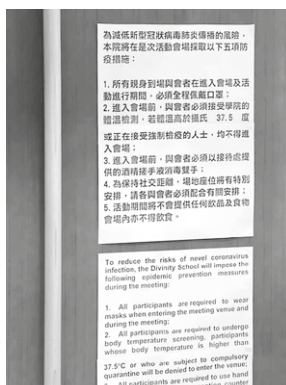 為減低新型冠狀病毒肺炎傳播的風險，
本院將在是次活動會場採取以下五項防
疫措施：
1. 所有親身到場與會者在進入會場及活
動進行期間，必須全程佩戴口罩；
2. 進入會場前，與會者必須接受學院的
體溫檢測，若體溫高於攝氏 37.5 度
或正在接受強制檢疫的人士，均不得進
入會場；
3. 進入會場前，與會者必須以接待處提
供的酒精搓手液消毒雙手；
4. 為保持社交距離，場地座位將有特別
安排，請各與會者必須配合有關安排；
5. 活動期間將不會提供任何飲品及食物
會場內亦不得飲食。
To reduce the risks of novel coronavirus
infection, the Divinity School will impose the
following epidemic prevention measures
during the meeting:
1. All participants are required to wear
masks when entering the meeting venue and
during the meeting;
2. All participants are required to undergo
body temperature screening, participants
whose body temperature is higher than
37.5°C or who are subject to compulsory
quarantine will be denied to enter the venue;
All participants are required to use hand
counter